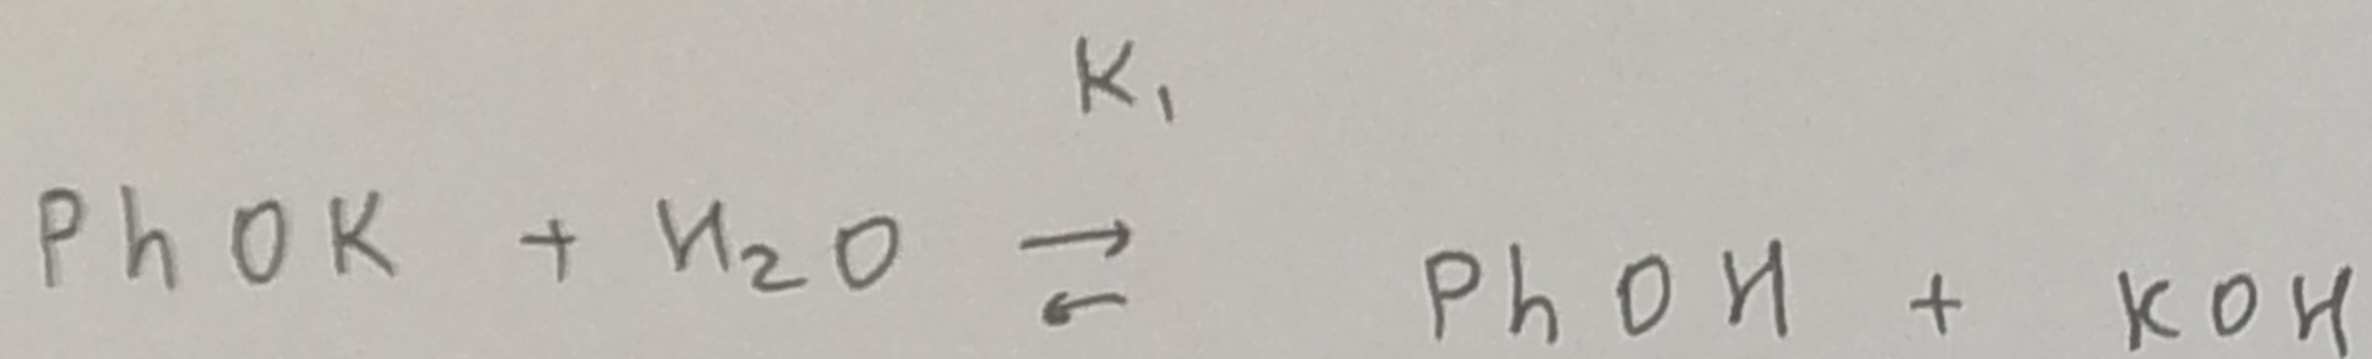 K₁
PhOK + H₂O ⇄ PhOH + KOH